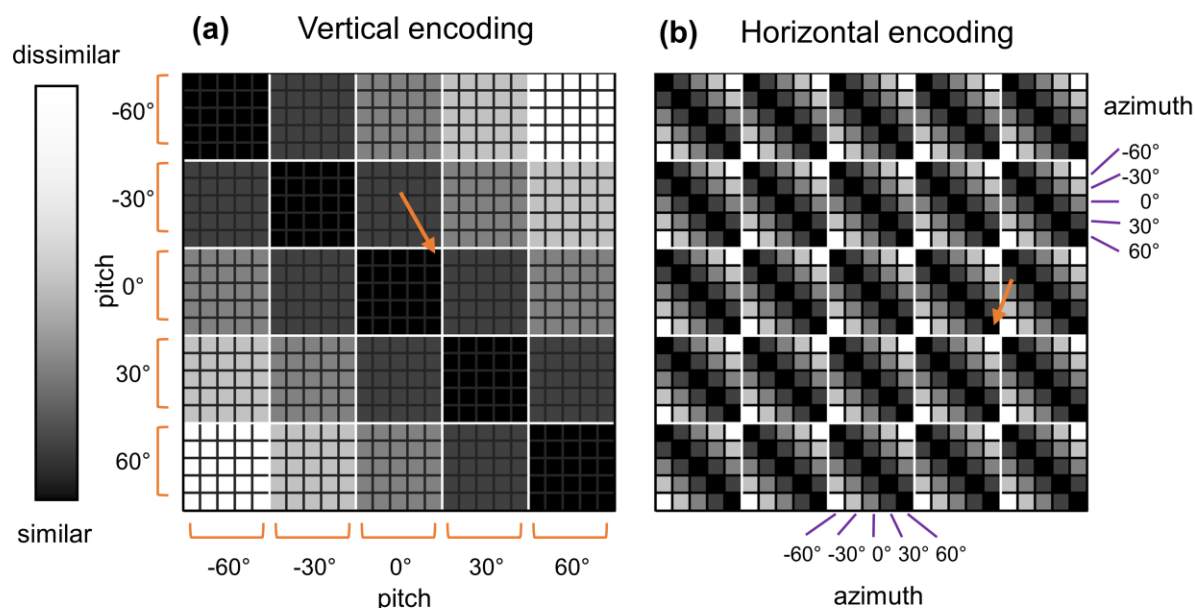 (a) Vertical encoding
(b) Horizontal encoding
dissimilar
similar
pitch
-60°
-30°
0°
30°
60°
-60° -30° 0° 30° 60°
pitch
azimuth
-60°
-30°
0°
30°
60°
-60° -30° 0° 30° 60°
azimuth